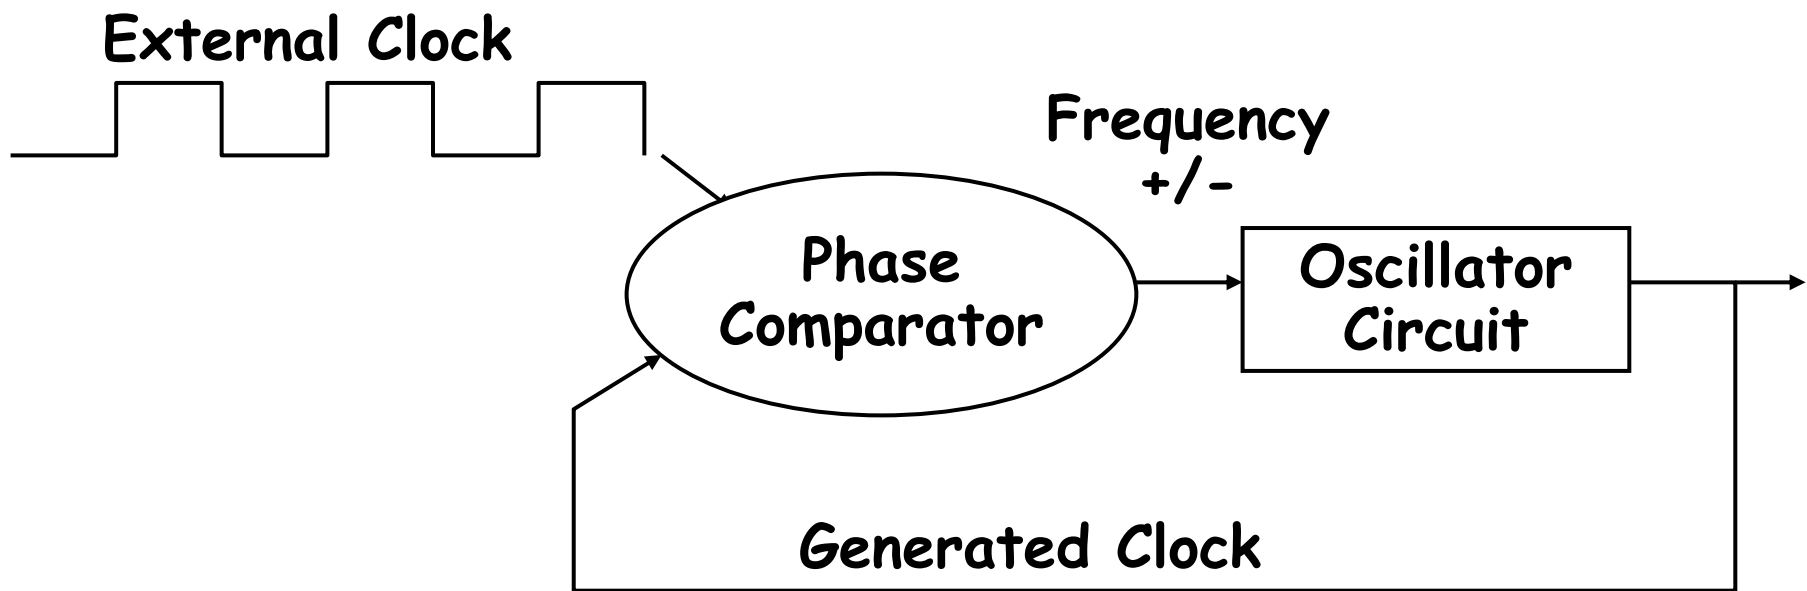 External Clock
Frequency
+/-
Phase
Comparator
Oscillator
Circuit
Generated Clock